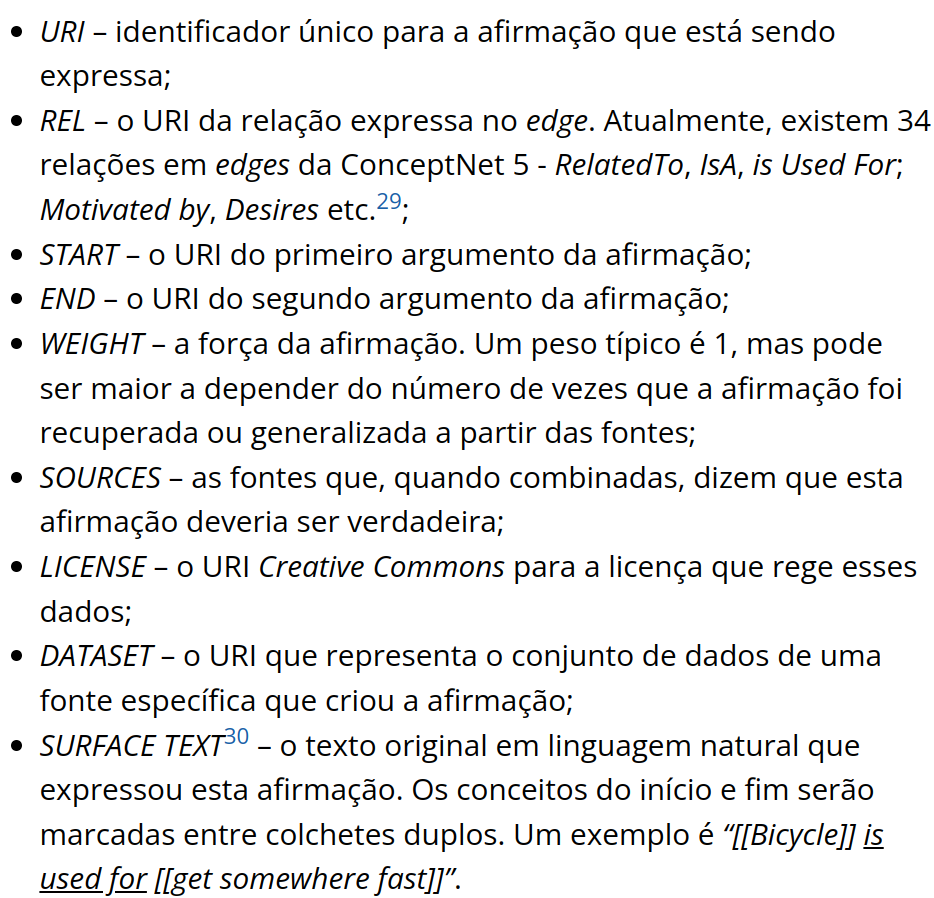 • URI – identificador único para a afirmação que está sendo
expressa;
• REL – o URI da relação expressa no edge. Atualmente, existem 34
relações em edges da ConceptNet 5 - RelatedTo, IsA, is Used For;
Motivated by, Desires etc.29;
• START – o URI do primeiro argumento da afirmação;
• END – o URI do segundo argumento da afirmação;
• WEIGHT – a força da afirmação. Um peso típico é 1, mas pode
ser maior a depender do número de vezes que a afirmação foi
recuperada ou generalizada a partir das fontes;
• SOURCES – as fontes que, quando combinadas, dizem que esta
afirmação deveria ser verdadeira;
• LICENSE – o URI Creative Commons para a licença que rege esses
dados;
• DATASET – o URI que representa o conjunto de dados de uma
fonte específica que criou a afirmação;
• SURFACE TEXT30 – o texto original em linguagem natural que
expressou esta afirmação. Os conceitos do início e fim serão
marcadas entre colchetes duplos. Um exemplo é “[[Bicycle]] is
used for [[get somewhere fast]]”.